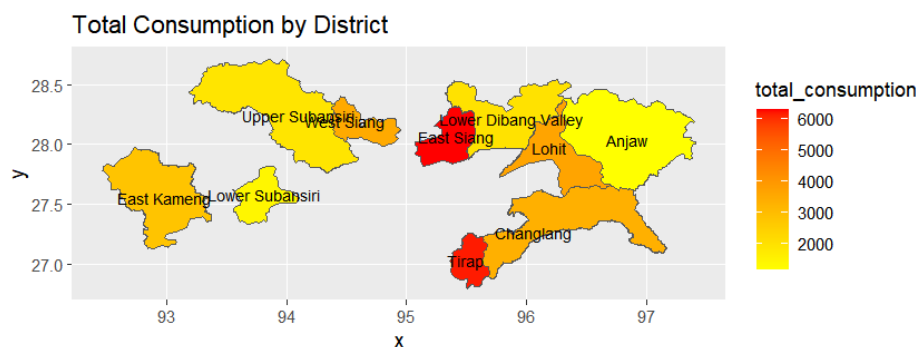 Total Consumption by District
28.5
28.0
27.5
27.0
y
Upper Subansiri
West Siang
Lower Dibang Valley
East Siang
Lohit
Anjaw
East Kameng
Lower Subansiri
Changlang
Tirap
93
94
95
96
97
x
total_consumption
6000
5000
4000
3000
2000